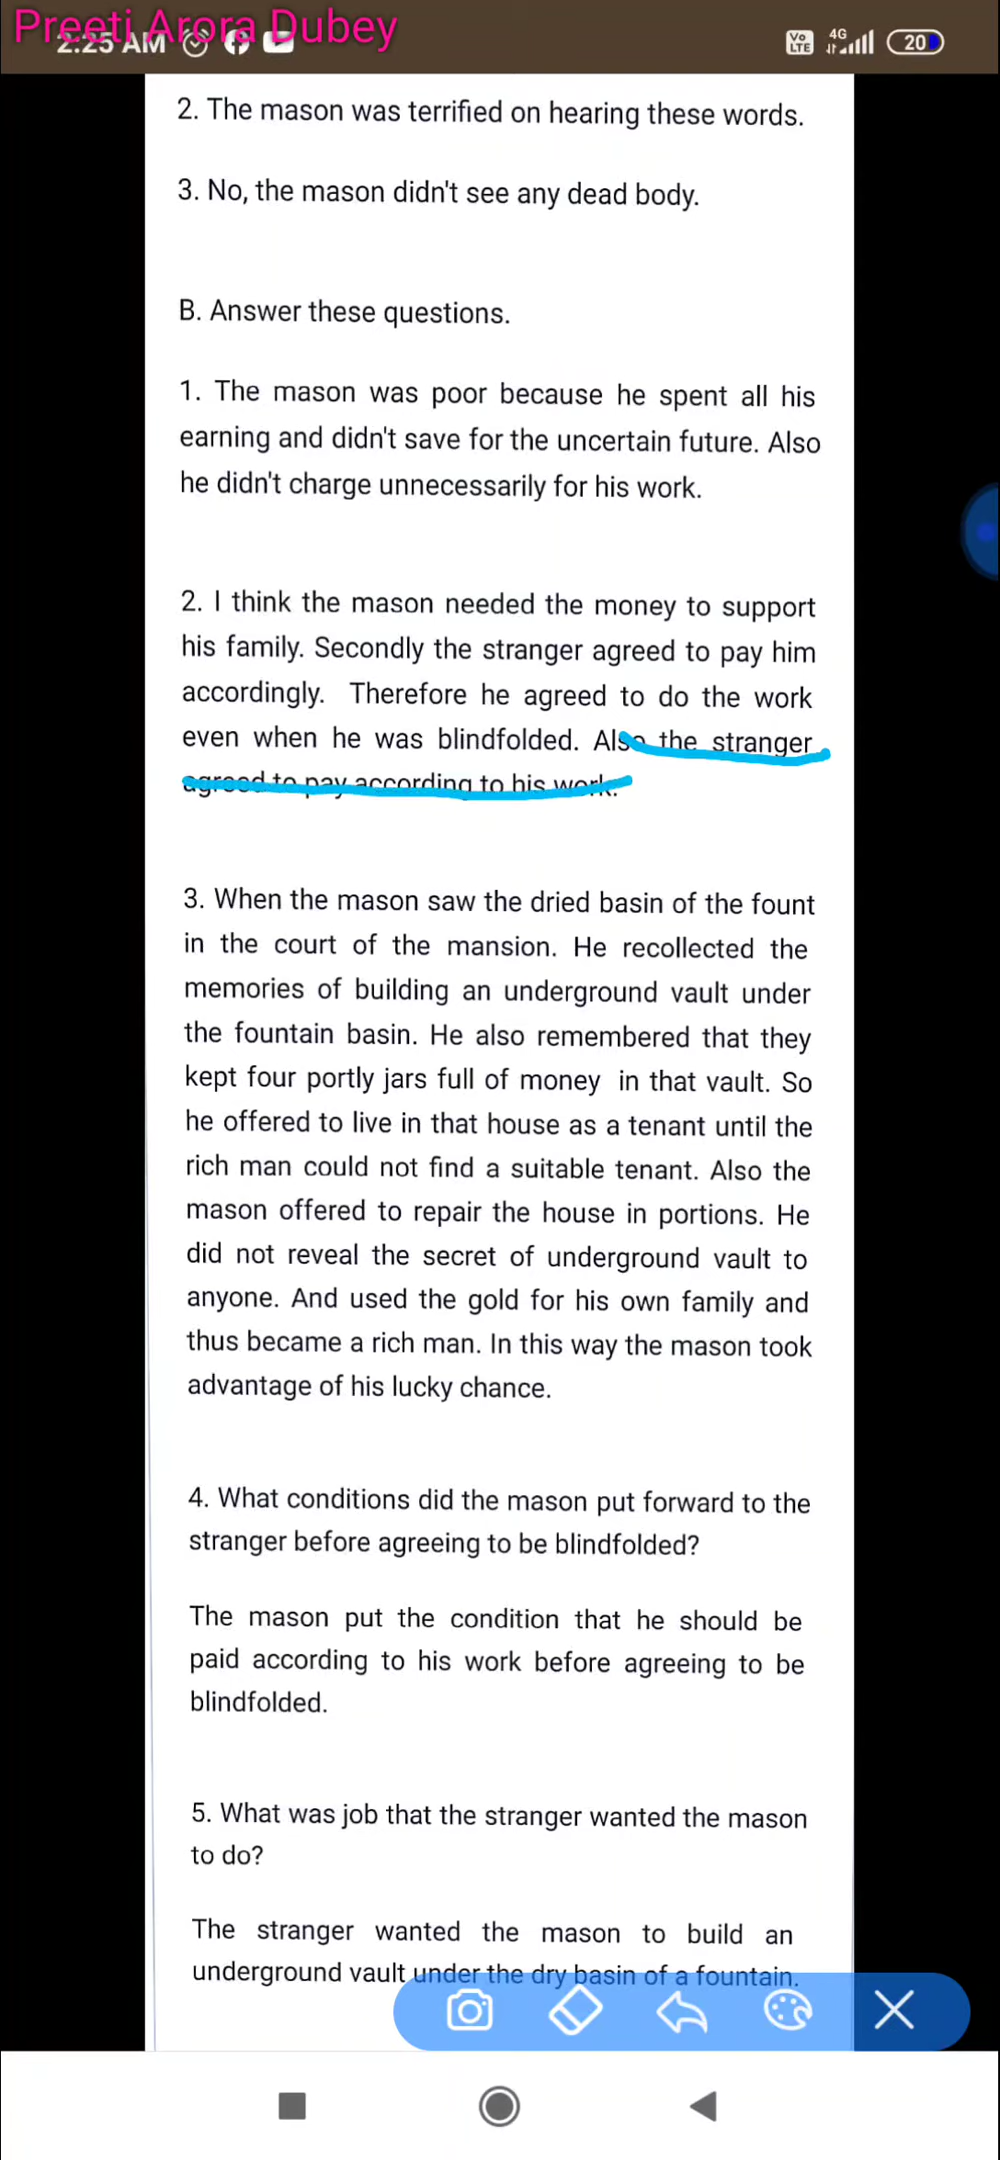 Preeti Arora Dubey
2:25 AM
Vo LTE 4G 20
2. The mason was terrified on hearing these words.
3. No, the mason didn't see any dead body.
B. Answer these questions.
1. The mason was poor because he spent all his
earning and didn't save for the uncertain future. Also
he didn't charge unnecessarily for his work.
2. I think the mason needed the money to support
his family. Secondly the stranger agreed to pay him
accordingly. Therefore he agreed to do the work
even when he was blindfolded. Also the stranger
agreed to pay according to his work.
3. When the mason saw the dried basin of the fount
in the court of the mansion. He recollected the
memories of building an underground vault under
the fountain basin. He also remembered that they
kept four portly jars full of money in that vault. So
he offered to live in that house as a tenant until the
rich man could not find a suitable tenant. Also the
mason offered to repair the house in portions. He
did not reveal the secret of underground vault to
anyone. And used the gold for his own family and
thus became a rich man. In this way the mason took
advantage of his lucky chance.
4. What conditions did the mason put forward to the
stranger before agreeing to be blindfolded?
The mason put the condition that he should be
paid according to his work before agreeing to be
blindfolded.
5. What was job that the stranger wanted the mason
to do?
The stranger wanted the mason to build an
underground vault under the dry basin of a fountain.